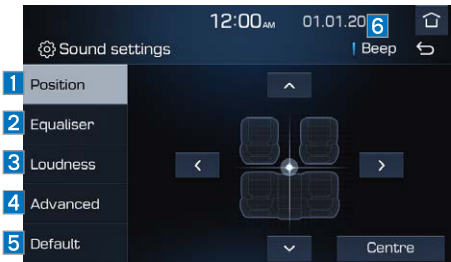 12:00AM 01.01.20
6
Sound settings Beep
1 Position
2 Equaliser
3 Loudness
4 Advanced
5 Default
Centre